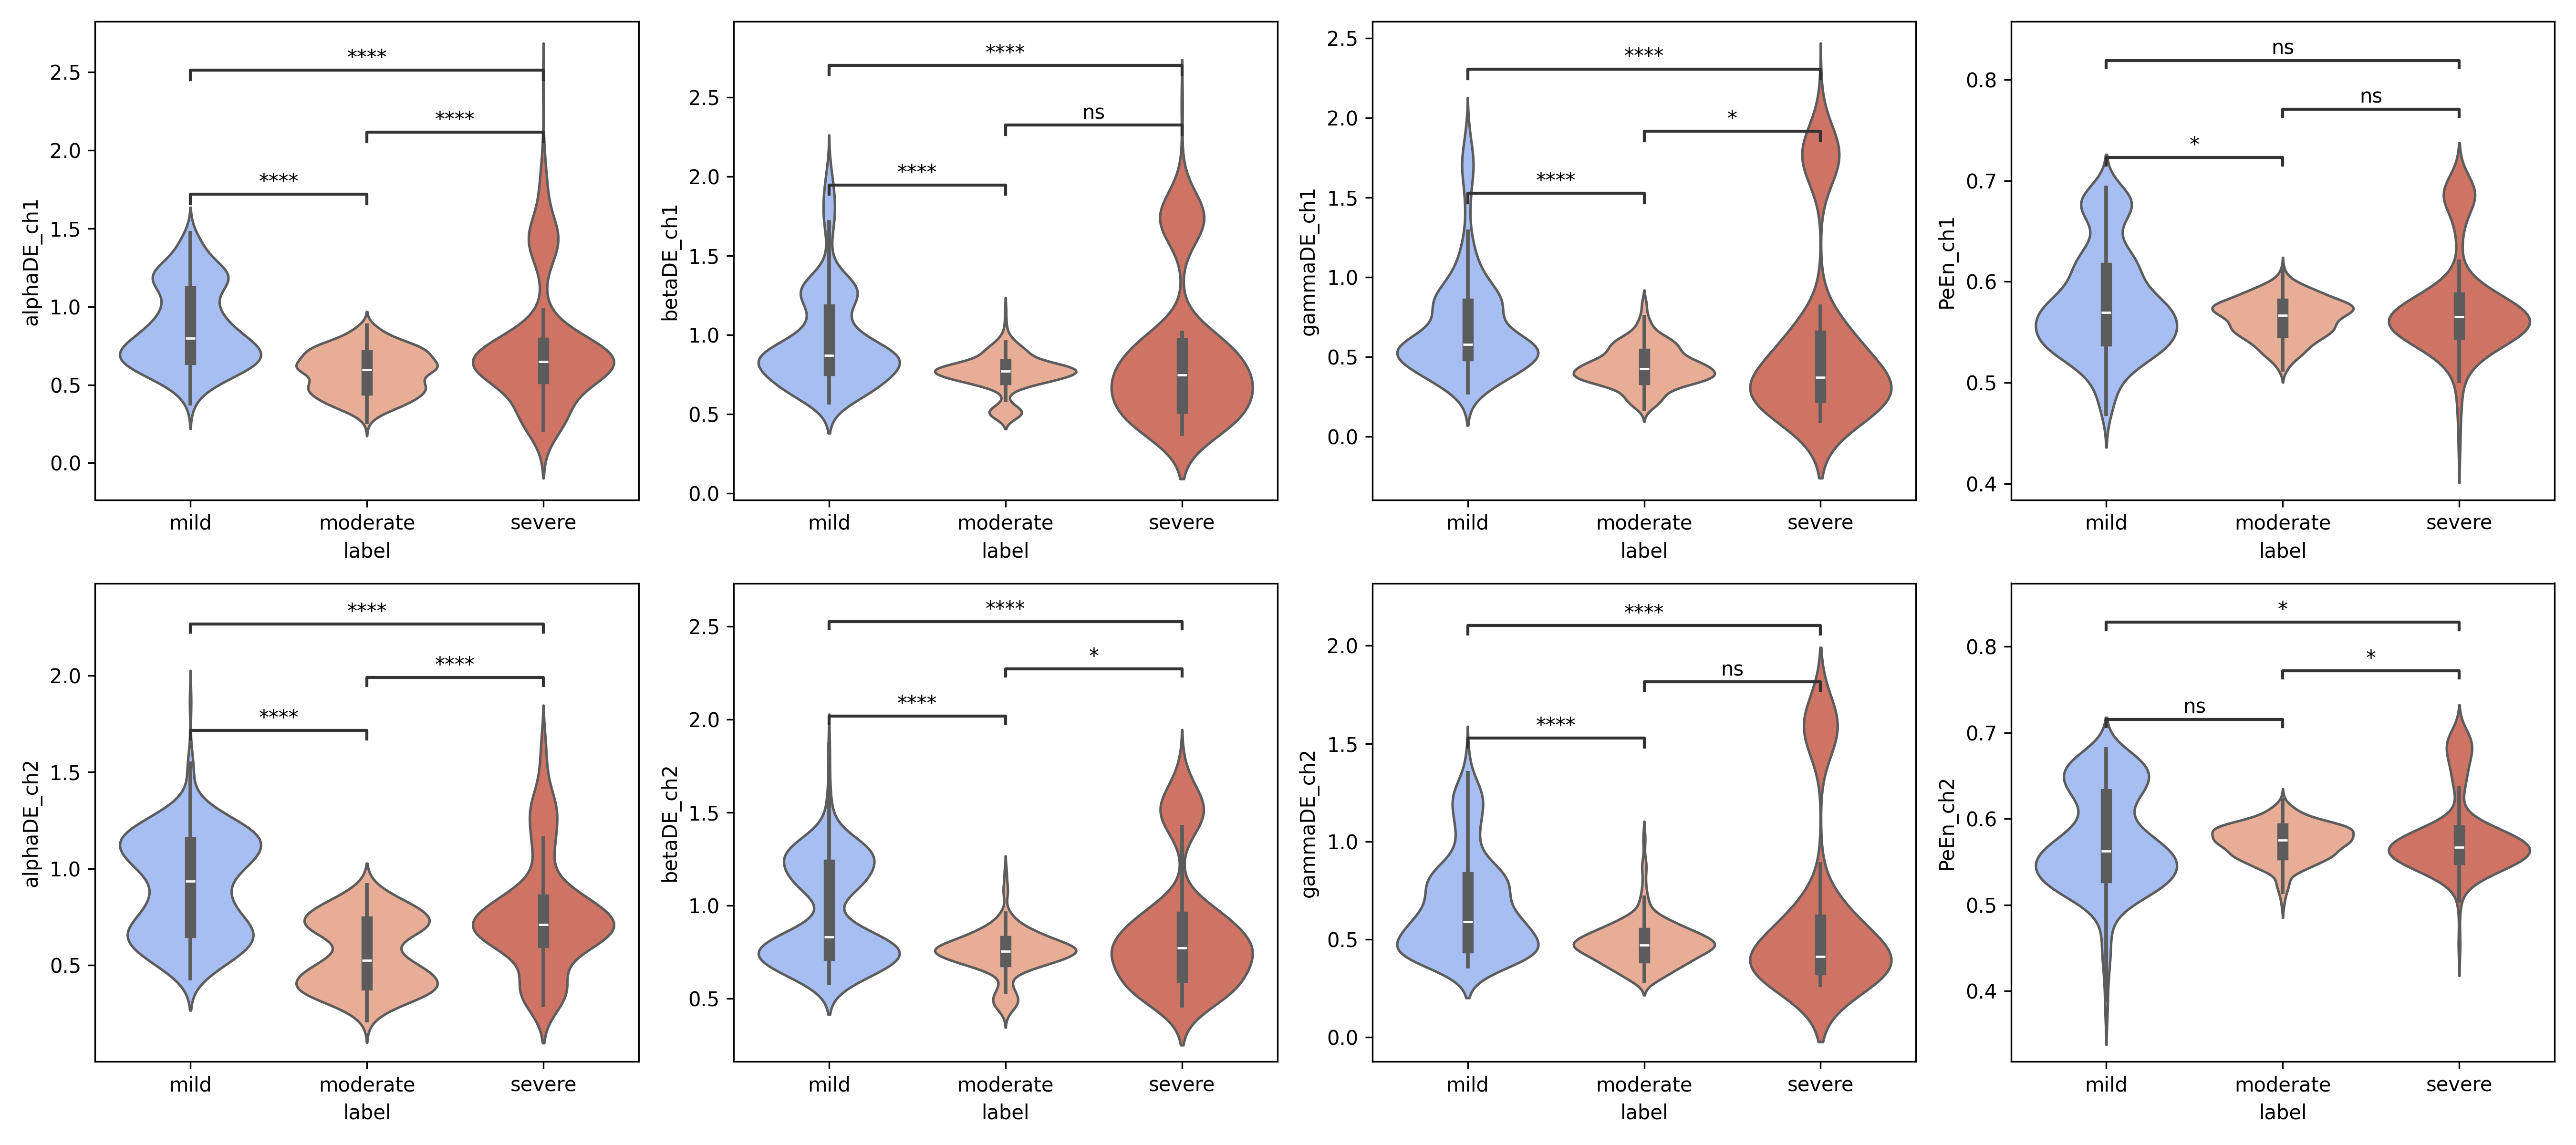 alphaDE_ch1
2.5
2.0
1.5
1.0
0.5
0.0
****
****
****
mild moderate severe
label
betaDE_ch1
2.5
2.0
1.5
1.0
0.5
0.0
****
ns
****
mild moderate severe
label
gammaDE_ch1
2.5
2.0
1.5
1.0
0.5
0.0
****
*
****
mild moderate severe
label
PeEn_ch1
0.8
0.7
0.6
0.5
0.4
ns
ns
*
mild moderate severe
label
alphaDE_ch2
2.0
1.5
1.0
0.5
****
****
****
mild moderate severe
label
betaDE_ch2
2.5
2.0
1.5
1.0
0.5
****
*
****
mild moderate severe
label
gammaDE_ch2
2.0
1.5
1.0
0.5
0.0
****
ns
****
mild moderate severe
label
PeEn_ch2
0.8
0.7
0.6
0.5
0.4
*
*
ns
mild moderate severe
label